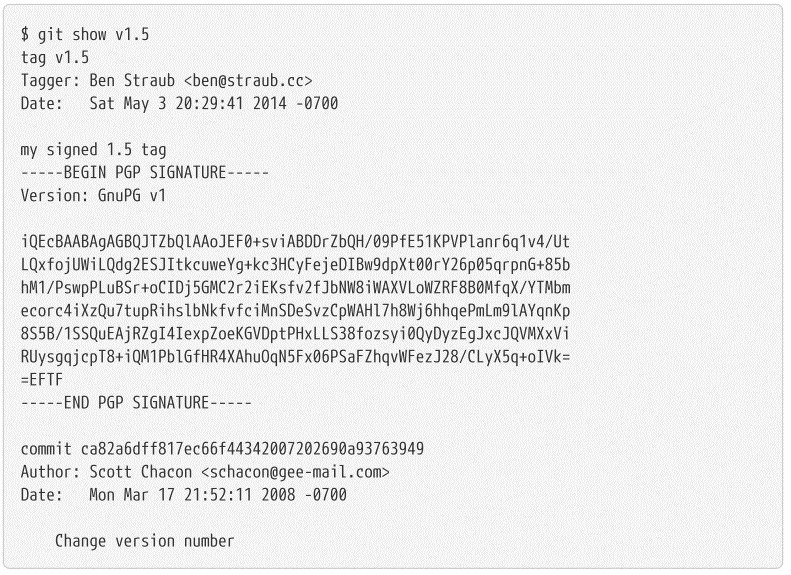 $ git show v1.5
tag v1.5
Tagger: Ben Straub <ben@straub.cc>
Date:   Sat May 3 20:29:41 2014 -0700

my signed 1.5 tag
-----BEGIN PGP SIGNATURE-----
Version: GnuPG v1

iQEcBAABAgAGBQJTZbQlAAoJEF0+sviABDDrZbQH/09PfE51KPVPlanr6q1v4/Ut
LQxfojUWiLQdg2ESJItkcuweYg+kc3HCyFejeDIBw9dpXt00rY26p05qrpnG+85b
hM1/PswpPLuBSr+oCIDj5GMC2r2iEKsfv2fJbNW8iWAXVLoWZRF8B0MfqX/YTMbm
ecorc4iXzQu7tupRihslbNkfvfciMnSDeSvzCpWAHl7h8Wj6hhqePmLm9lAYqnKp
8S5B/1SSQuEAjRZgI4IexpZoeKGVDptPHxLLS38fozsyi0QyDyzEgJxcJQVMXxVi
RUysgqjcpT8+iQM1PblGfHR4XAhuOqN5Fx06PSaFZhqvWFezJ28/CLyX5q+oIVk=
=EFTF
-----END PGP SIGNATURE-----

commit ca82a6dff817ec66f44342007202690a93763949
Author: Scott Chacon <schacon@gee-mail.com>
Date:   Mon Mar 17 21:52:11 2008 -0700

    Change version number